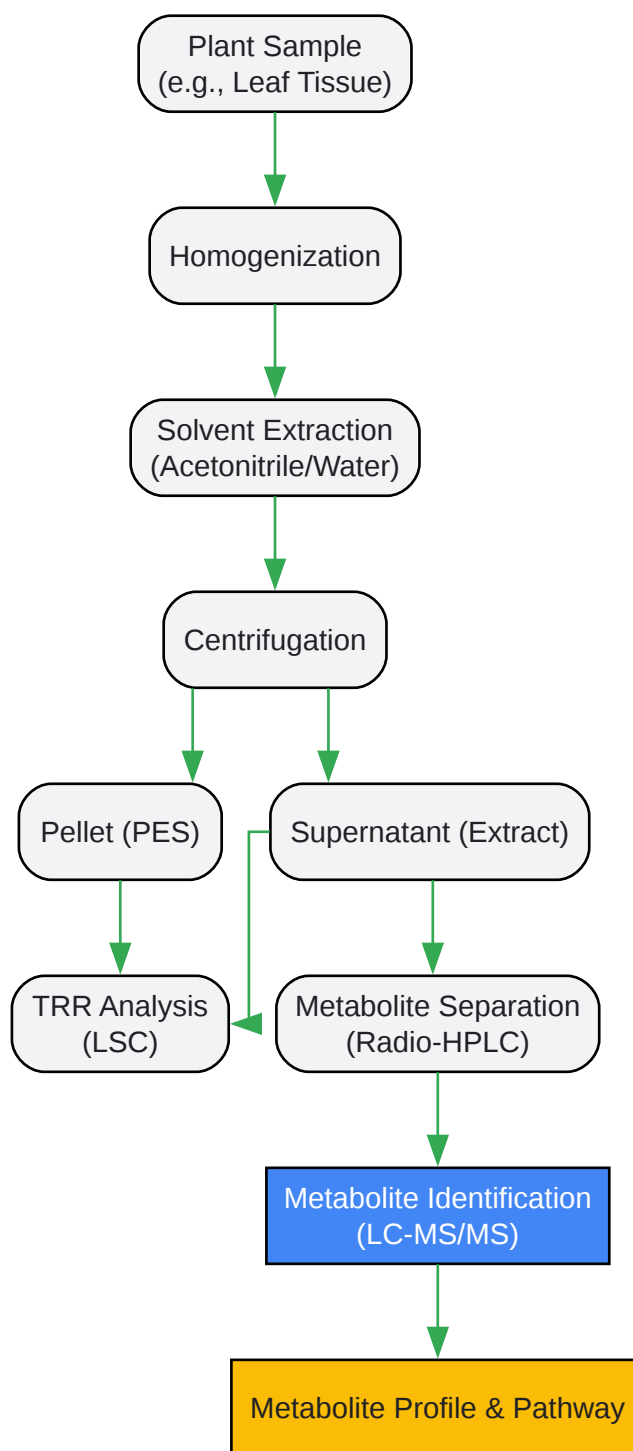 Plant Sample
(e.g., Leaf Tissue)
Homogenization
Solvent Extraction
(Acetonitrile/Water)
Centrifugation
Pellet (PES)
Supernatant (Extract)
TRR Analysis
(LSC)
Metabolite Separation
(Radio-HPLC)
Metabolite Identification
(LC-MS/MS)
Metabolite Profile & Pathway